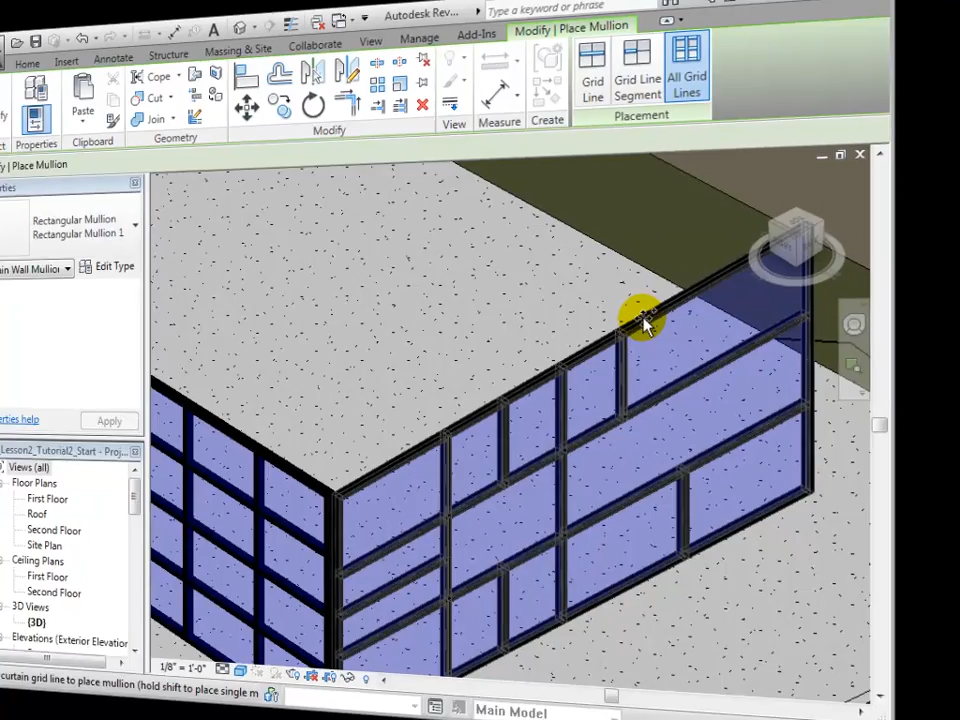 Autodesk Rev...
Type a keyword or phrase
Home
Insert
Annotate
Structure
Massing & Site
Collaborate
View
Manage
Add-Ins
Modify | Place Mullion
Cope
Cut
Join
Paste
Grid Line
Grid Line Segment
All Grid Lines
Properties
Clipboard
Geometry
Modify
View
Measure
Create
Placement
| Place Mullion
Rectangular Mullion
Rectangular Mullion 1
Edit Type
Apply
Lesson2_Tutorial2_Start - Proj...
Views (all)
Floor Plans
First Floor
Roof
Second Floor
Site Plan
Ceiling Plans
First Floor
Second Floor
3D Views
{3D}
Elevations (Exterior Elevation
1/8" = 1'-0"
curtain grid line to place mullion (hold shift to place single m
Main Model